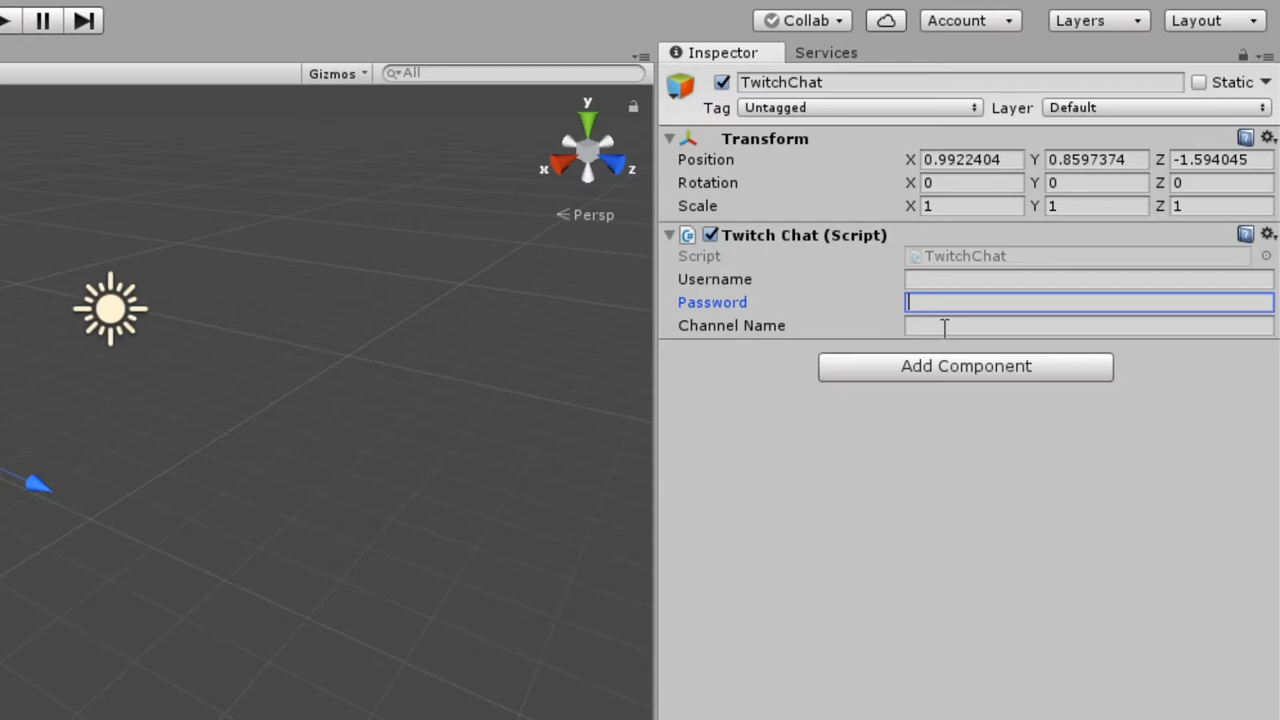 Collab Account Layers Layout
Inspector Services
Gizmos All
TwitchChat Static
Tag Untagged Layer Default
y
x z
Persp
Transform
Position X 0.9922404 Y 0.8597374 Z -1.594045
Rotation X 0 Y 0 Z 0
Scale X 1 Y 1 Z 1
C# Twitch Chat (Script)
Script TwitchChat
Username
Password
Channel Name
Add Component